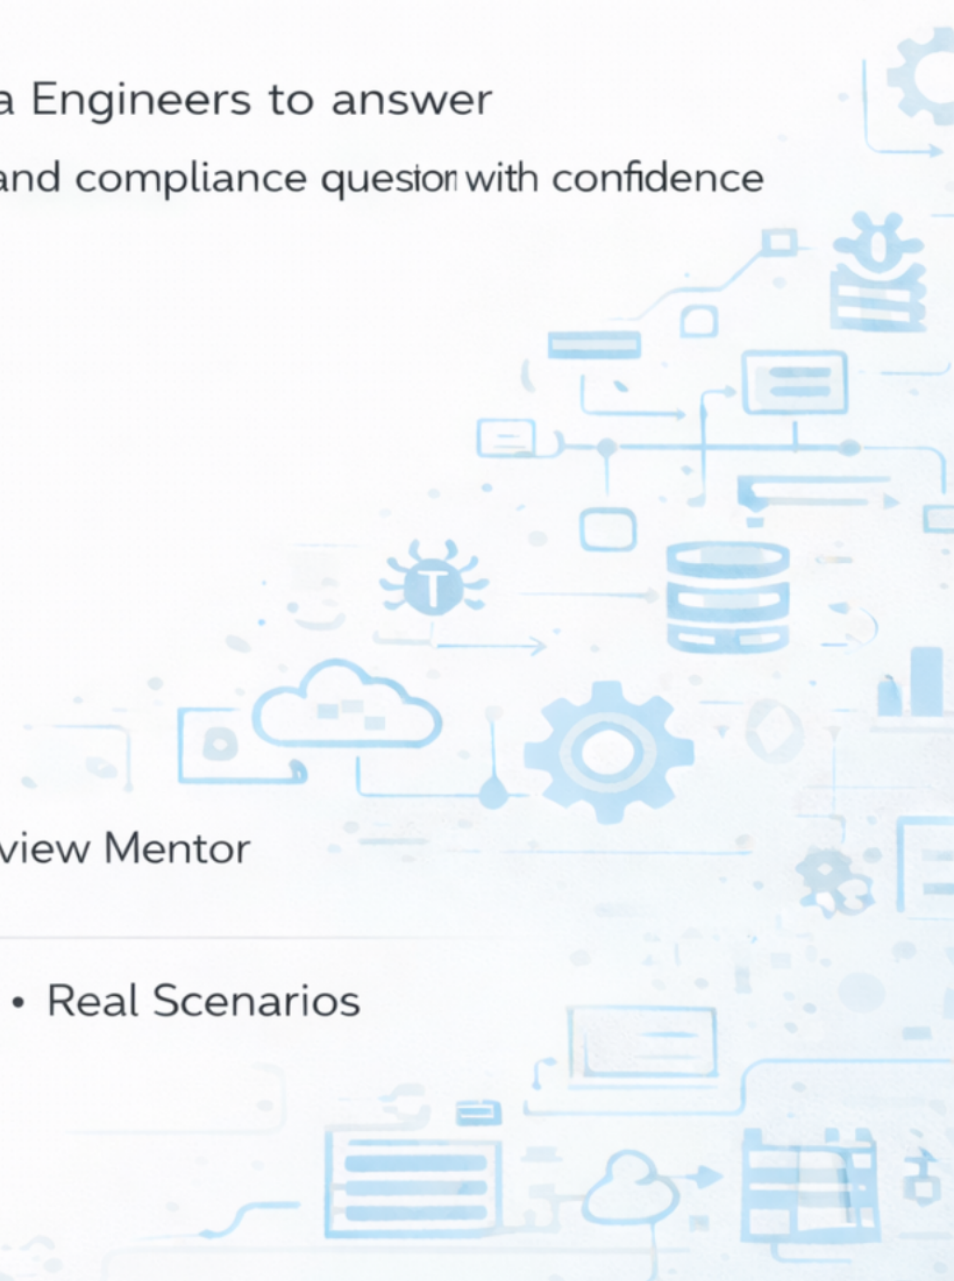 a Engineers to answer
and compliance quesion with confidence
view Mentor
• Real Scenarios
T